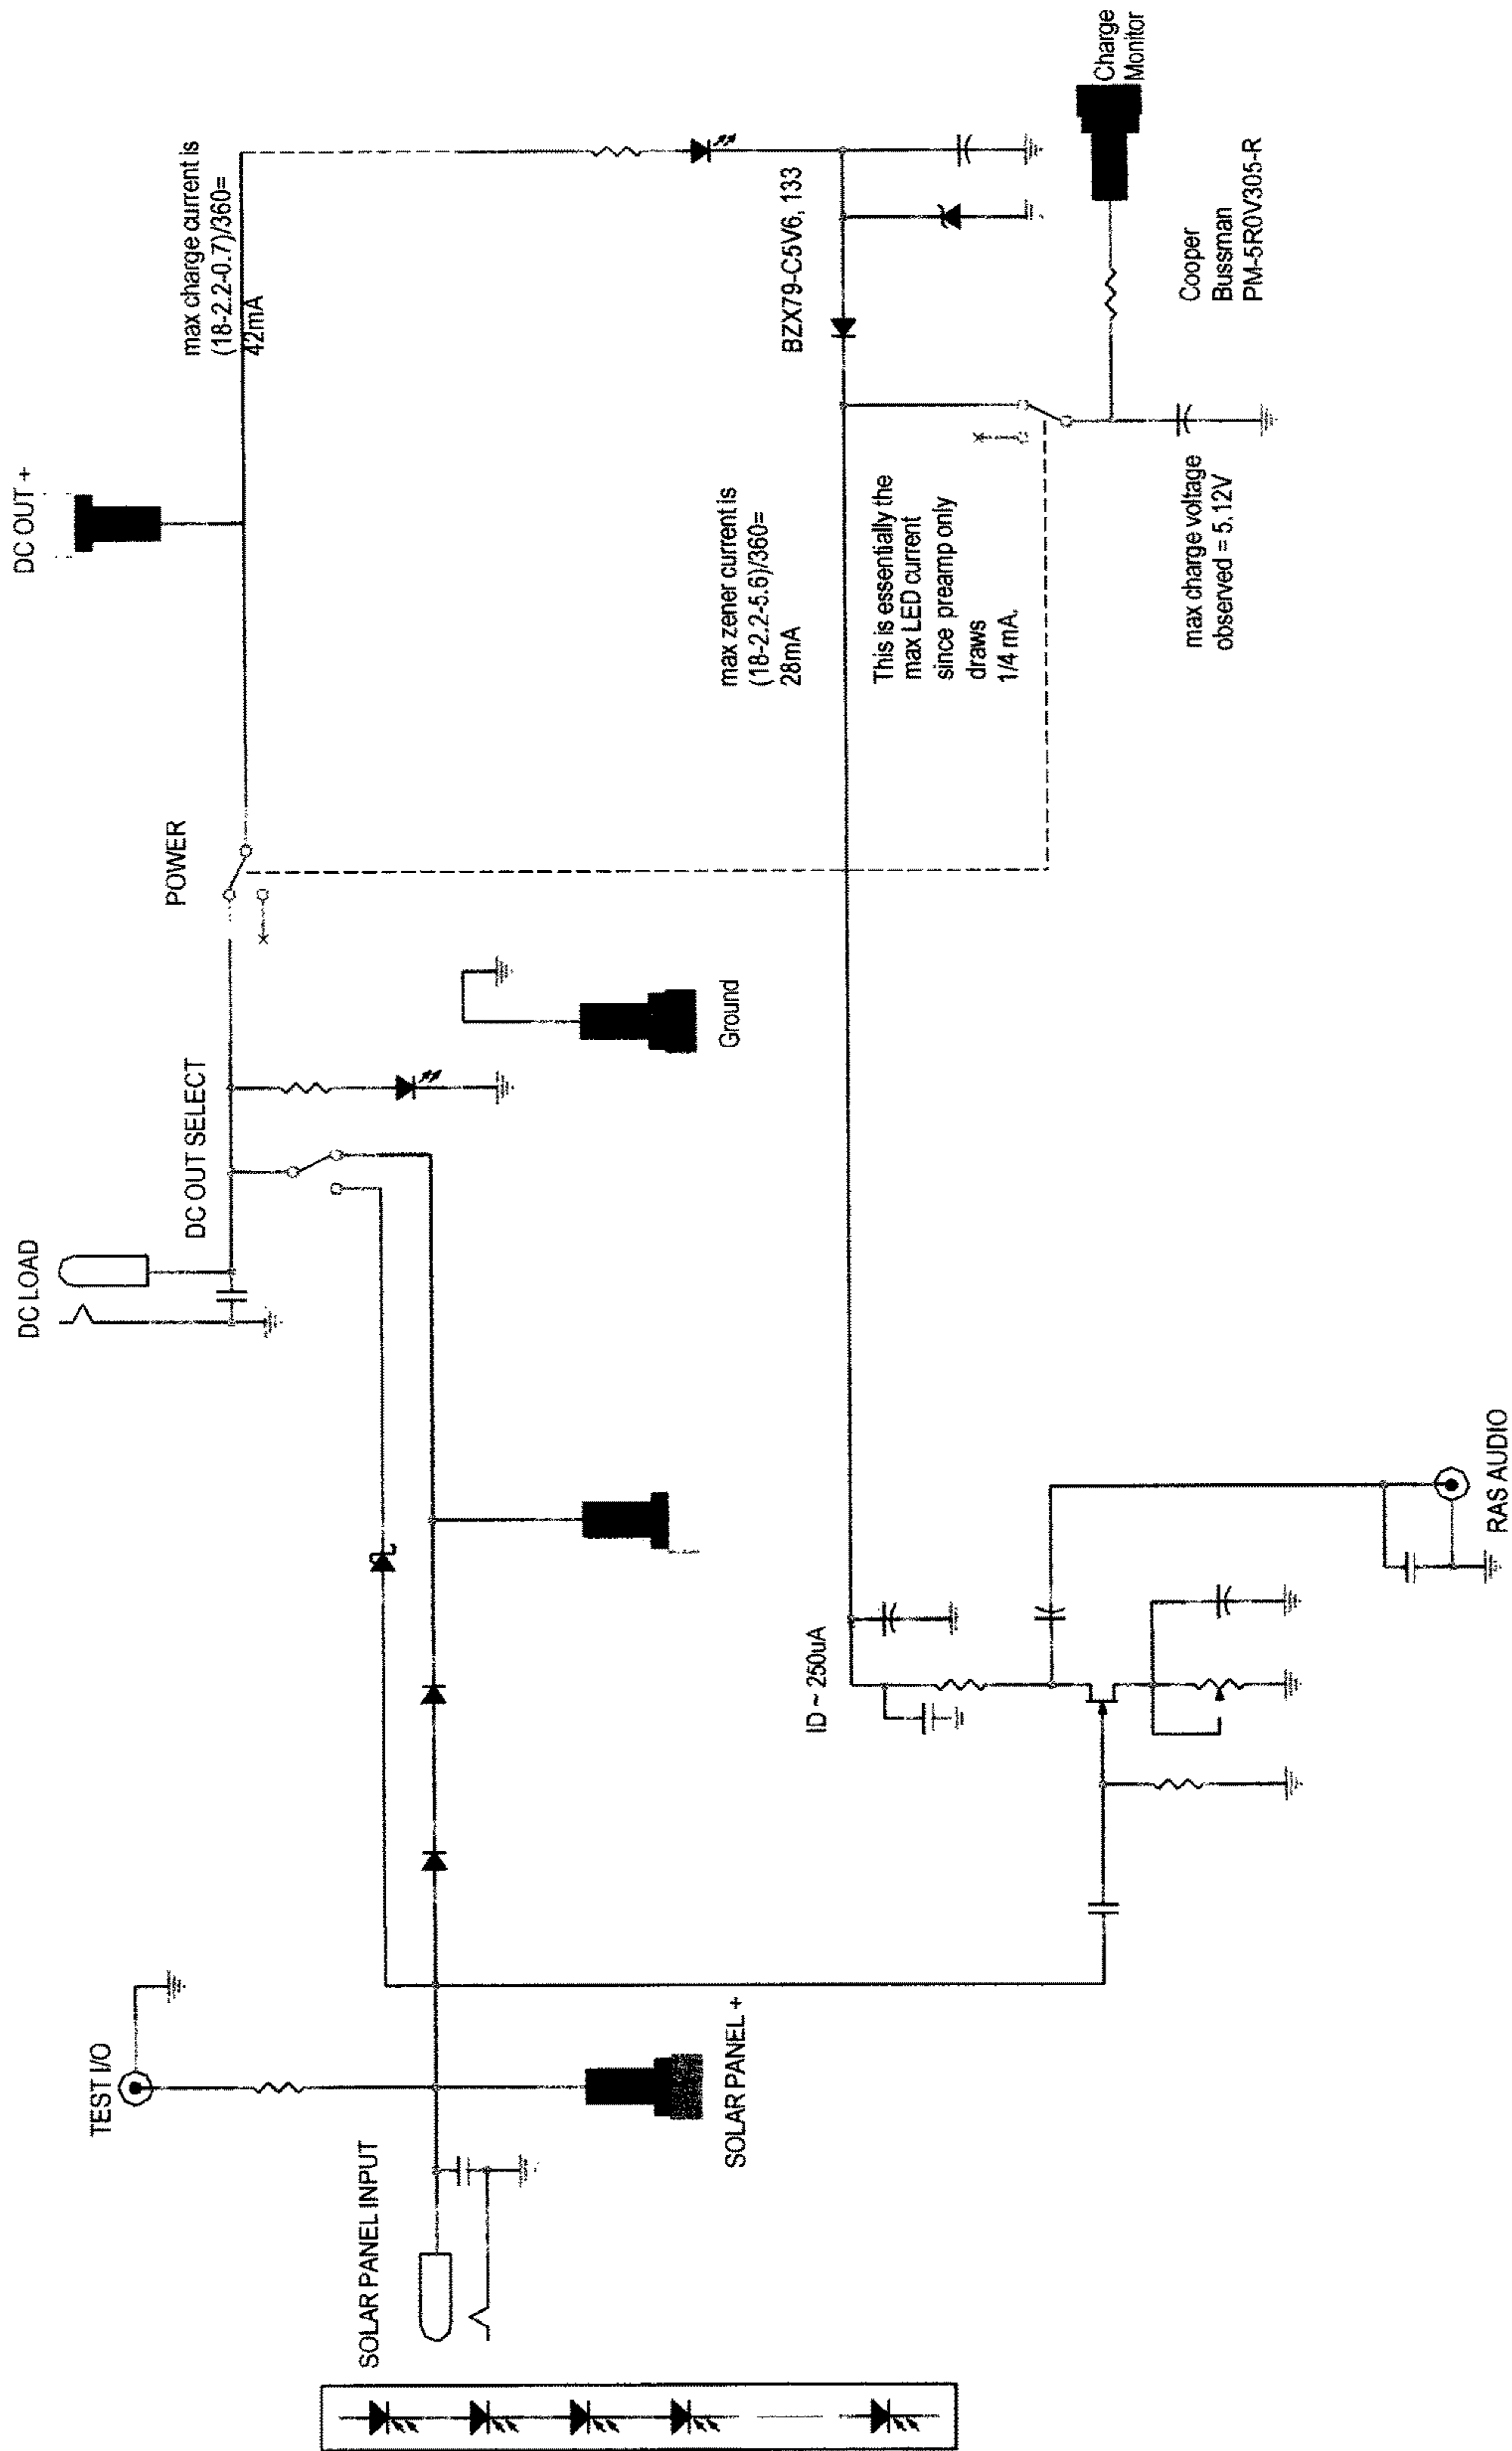 DC OUT +
max charge current is
(18-2.2-0.7)/360=
42mA
POWER
DC OUT SELECT
DC LOAD
TEST I/O
SOLAR PANEL INPUT
SOLAR PANEL +
Ground
BZX79-C5V6, 133
Charge
Monitor
Cooper
Bussman
PM-5R0V305-R
max zener current is
(18-2.2-5.6)/360=
28mA
This is essentially the
max LED current
since preamp only
draws
1/4 mA.
max charge voltage
observed = 5.12V
ID ~ 250uA
RAS AUDIO